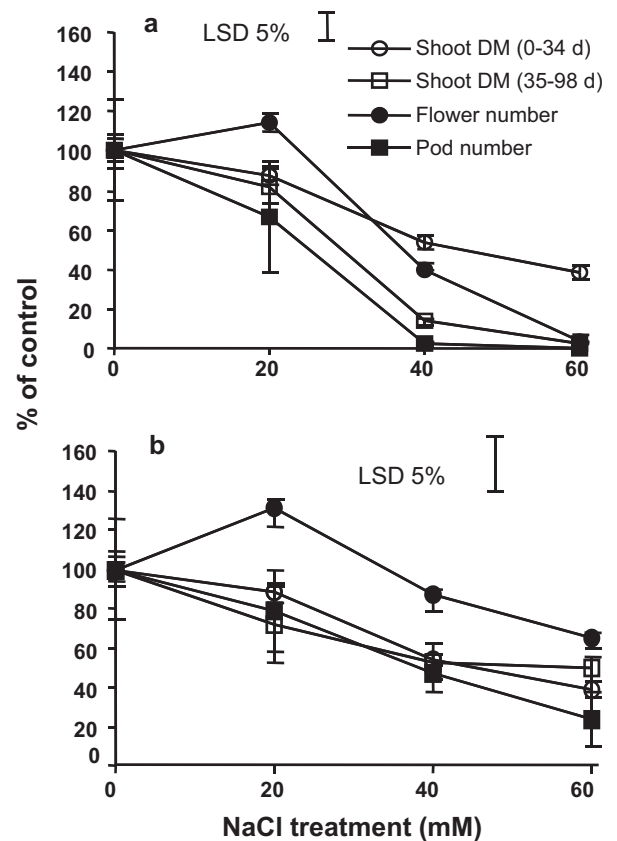 a
LSD 5%
Shoot DM (0-34 d)
Shoot DM (35-98 d)
Flower number
Pod number
160
140
120
100
80
60
40
20
0
0 20 40 60
% of control
b
LSD 5%
160
140
120
100
80
60
40
20
0
0 20 40 60
NaCl treatment (mM)